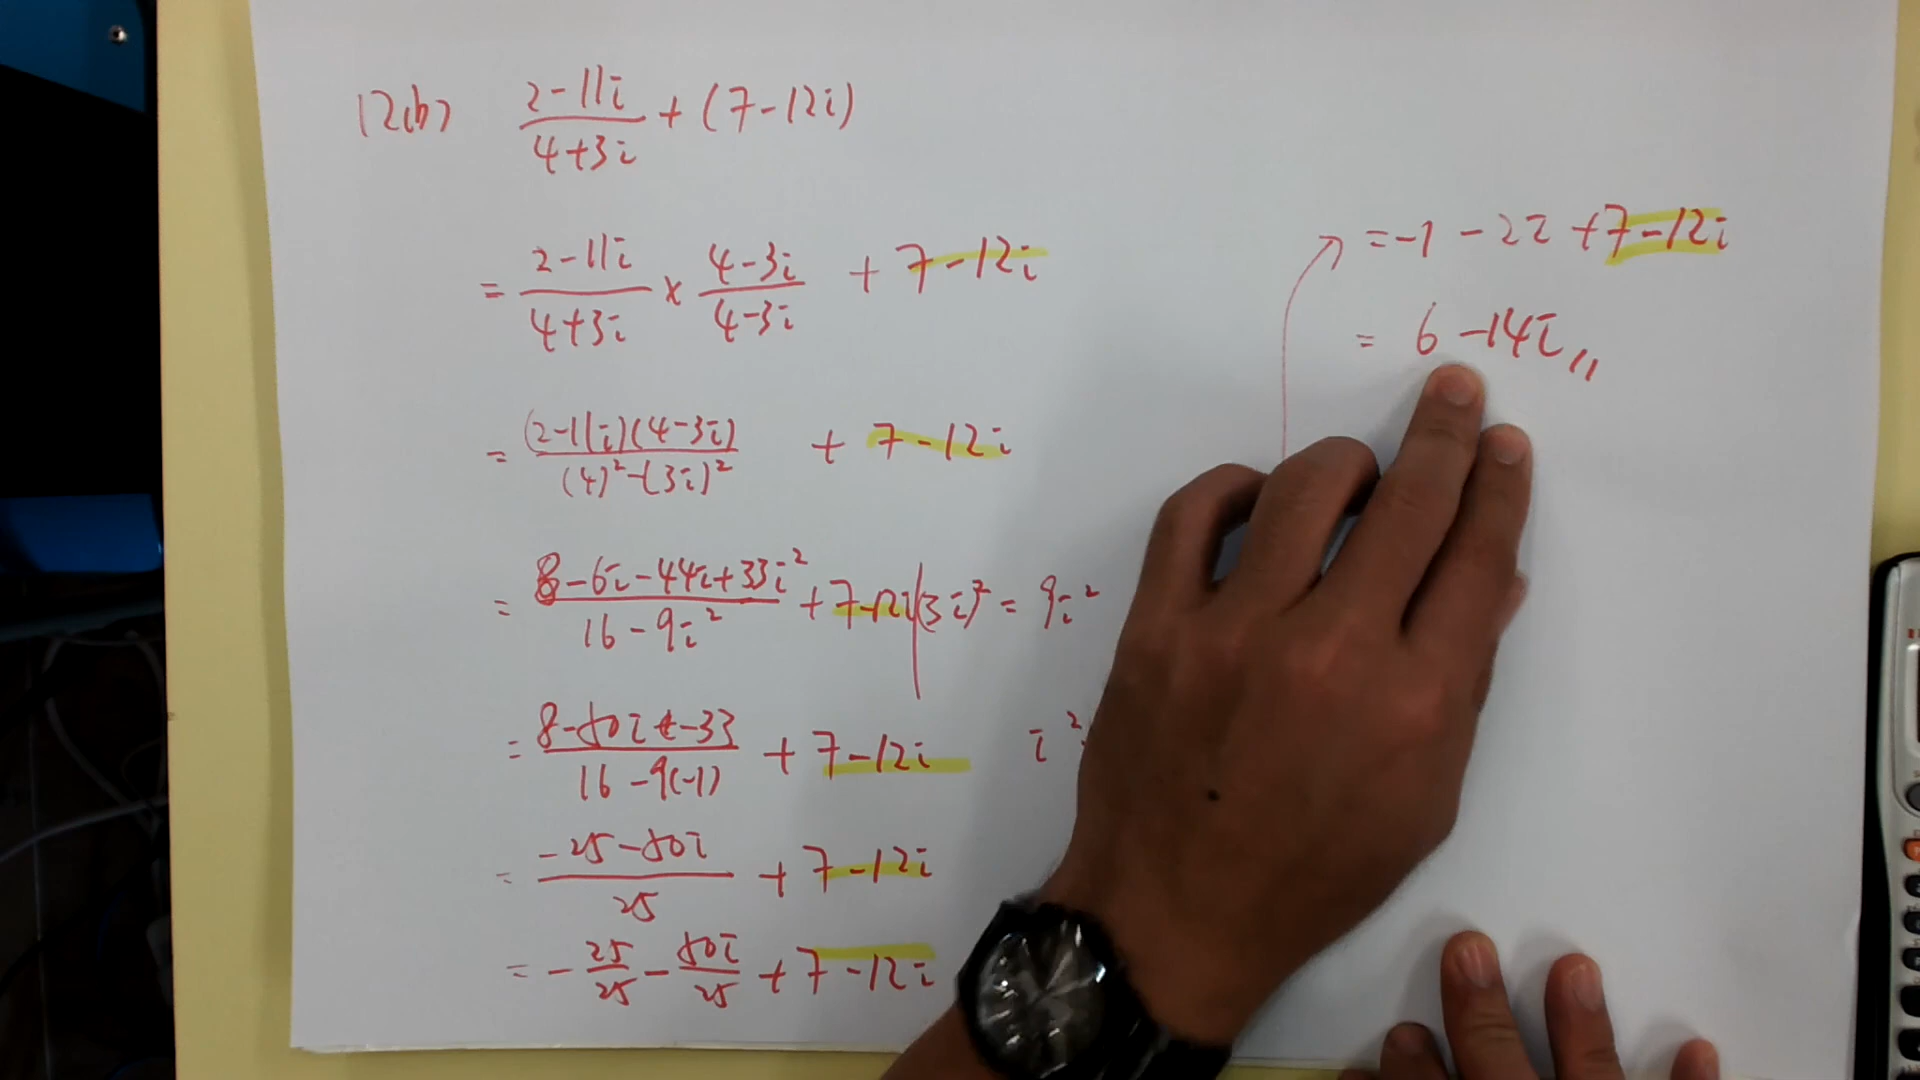 12(b) (2-11i)/(4+3i) + (7-12i)
= (2-11i)/(4+3i) × (4-3i)/(4-3i) + 7-12i
= ((2-11i)(4-3i))/((4)²-(3i)²) + 7-12i
= (8-6i-44i+33i²)/(16-9i²) + 7-12i | (3i)² = 9i²
= (8-50i-33)/(16-9(-1)) + 7-12i i²
= (-25-50i)/25 + 7-12i
= -25/25 - 50i/25 + 7-12i
= -1 - 2i + 7-12i
= 6-14i //